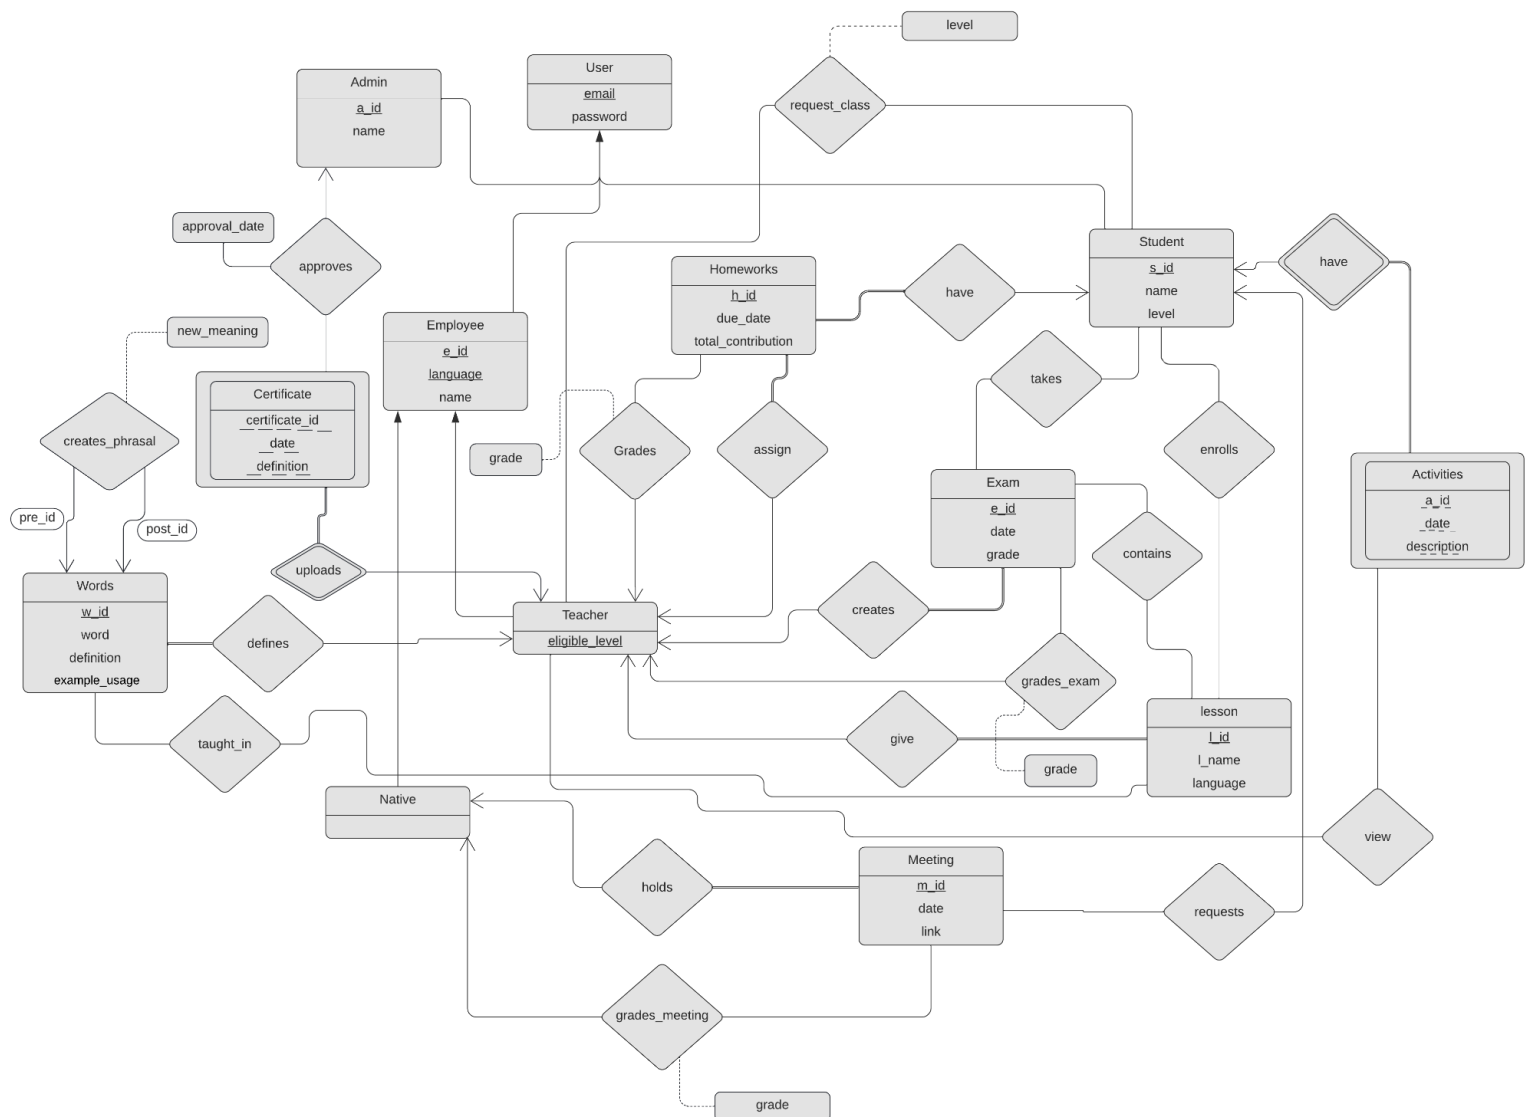 level
User
email
password
Admin
a_id
name
request_class
approval_date
approves
Student
s_id
name
level
have
Homeworks
h_id
due_date
total_contribution
have
Employee
e_id
language
name
new_meaning
takes
Certificate
certificate_id
date
definition
creates_phrasal
grade
Grades
assign
enrolls
Exam
e_id
date
grade
Activities
a_id
date
description
pre_id
post_id
contains
uploads
Words
w_id
word
definition
example_usage
defines
Teacher
eligible_level
creates
grades_exam
taught_in
give
lesson
l_id
l_name
language
grade
Native
view
holds
Meeting
m_id
date
link
requests
grades_meeting
grade